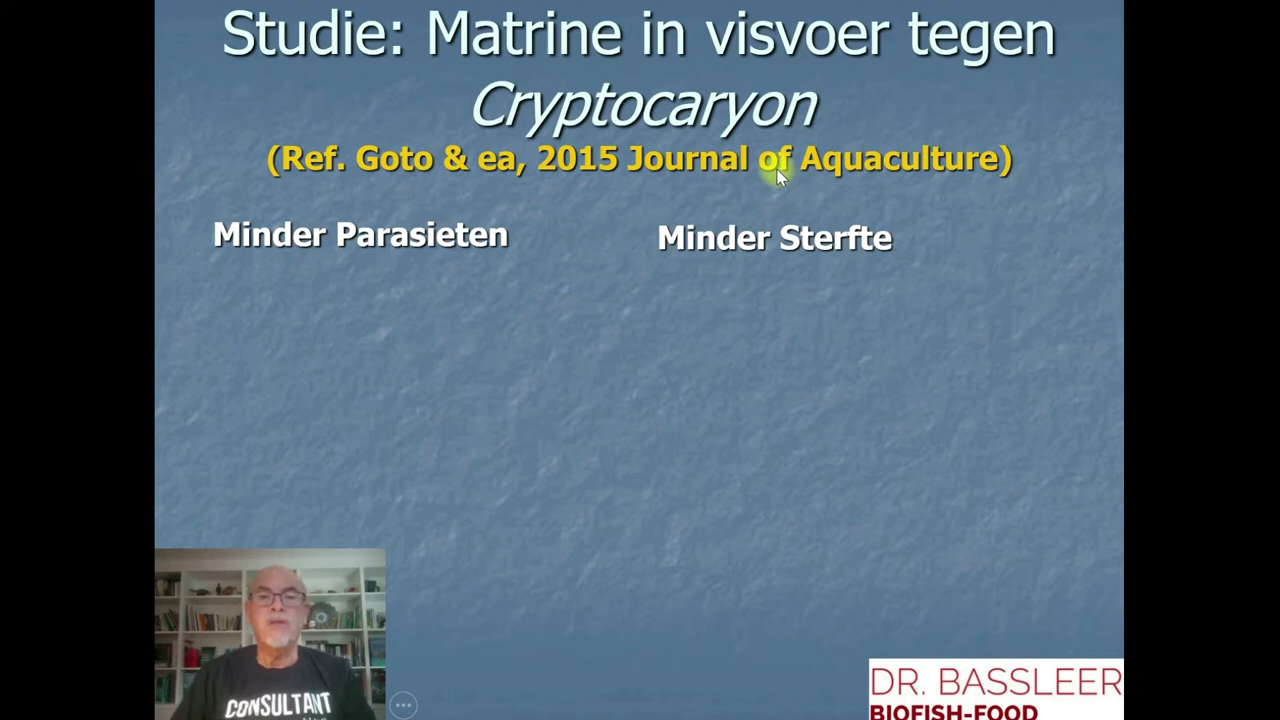 Studie: Matrine in visvoer tegen
Cryptocaryon
(Ref. Goto & ea, 2015 Journal of Aquaculture)
Minder Parasieten
Minder Sterfte
CONSULTANT
DR. BASSLEER
BIOFISH-FOOD